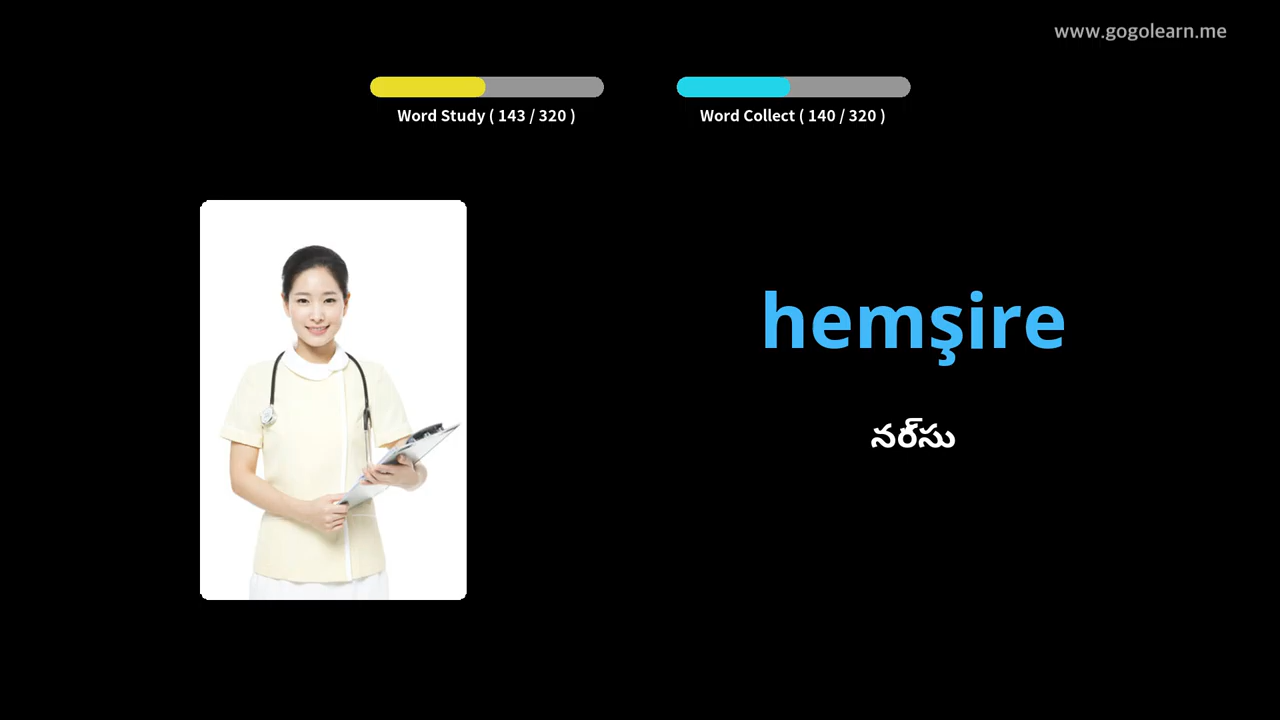 www.gogolearn.me
Word Study ( 143 / 320 )
Word Collect ( 140 / 320 )
hemşire
నర్‌సు